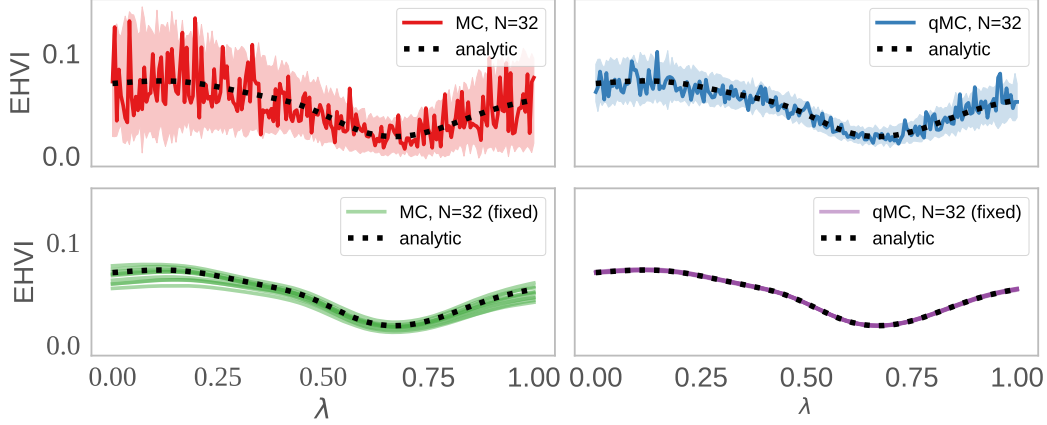 EHVI
0.1
0.0
MC, N=32
analytic
qMC, N=32
analytic
EHVI
0.1
0.0
MC, N=32 (fixed)
analytic
qMC, N=32 (fixed)
analytic
0.00 0.25 0.50 0.75 1.00
λ
0.00 0.25 0.50 0.75 1.00
λ